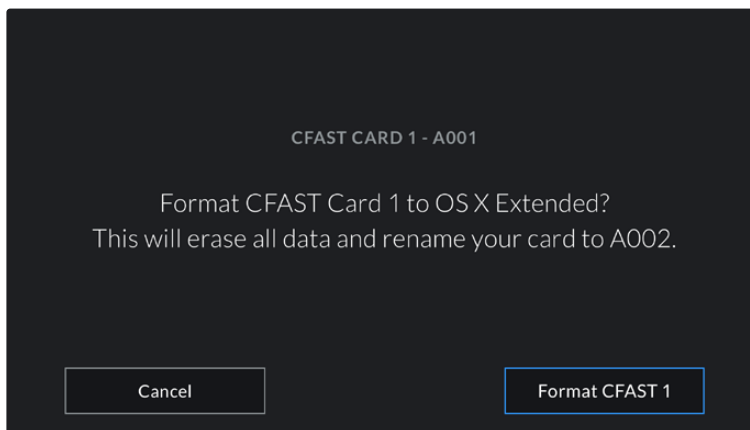 CFAST CARD 1 - A001
Format CFAST Card 1 to OS X Extended?
This will erase all data and rename your card to A002.
Cancel
Format CFAST 1